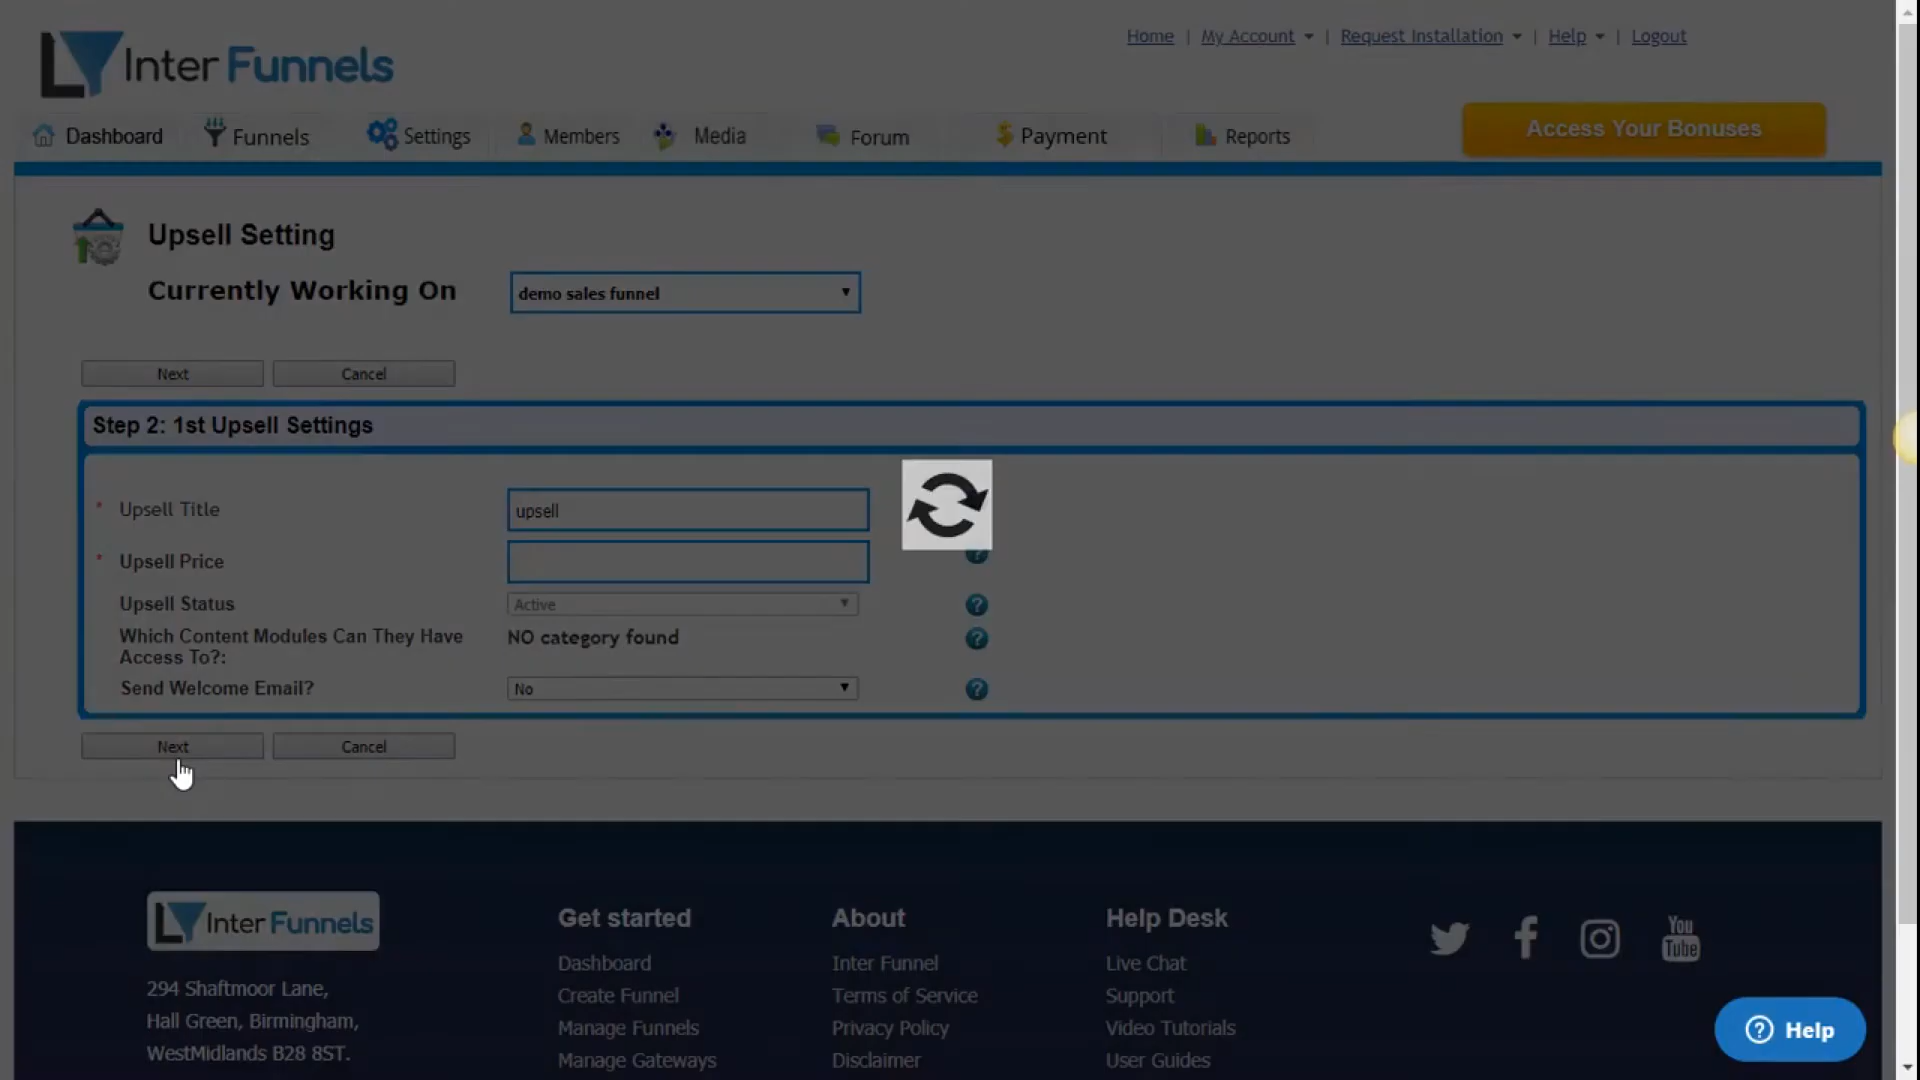 Home | My Account | Request Installation | Help | Logout
Inter Funnels
Dashboard Funnels Settings Members Media Forum Payment Reports
Access Your Bonuses
Upsell Setting
Currently Working On demo sales funnel
Next Cancel
Step 2: 1st Upsell Settings
* Upsell Title upsell
* Upsell Price ?
Upsell Status Active ?
Which Content Modules Can They Have NO category found ?
Access To?:
Send Welcome Email? No ?
Next Cancel
Inter Funnels
294 Shaftmoor Lane,
Hall Green, Birmingham,
WestMidlands B28 8ST.
Get started
Dashboard
Create Funnel
Manage Funnels
Manage Gateways
About
Inter Funnel
Terms of Service
Privacy Policy
Disclaimer
Help Desk
Live Chat
Support
Video Tutorials
User Guides
You
Tube
? Help